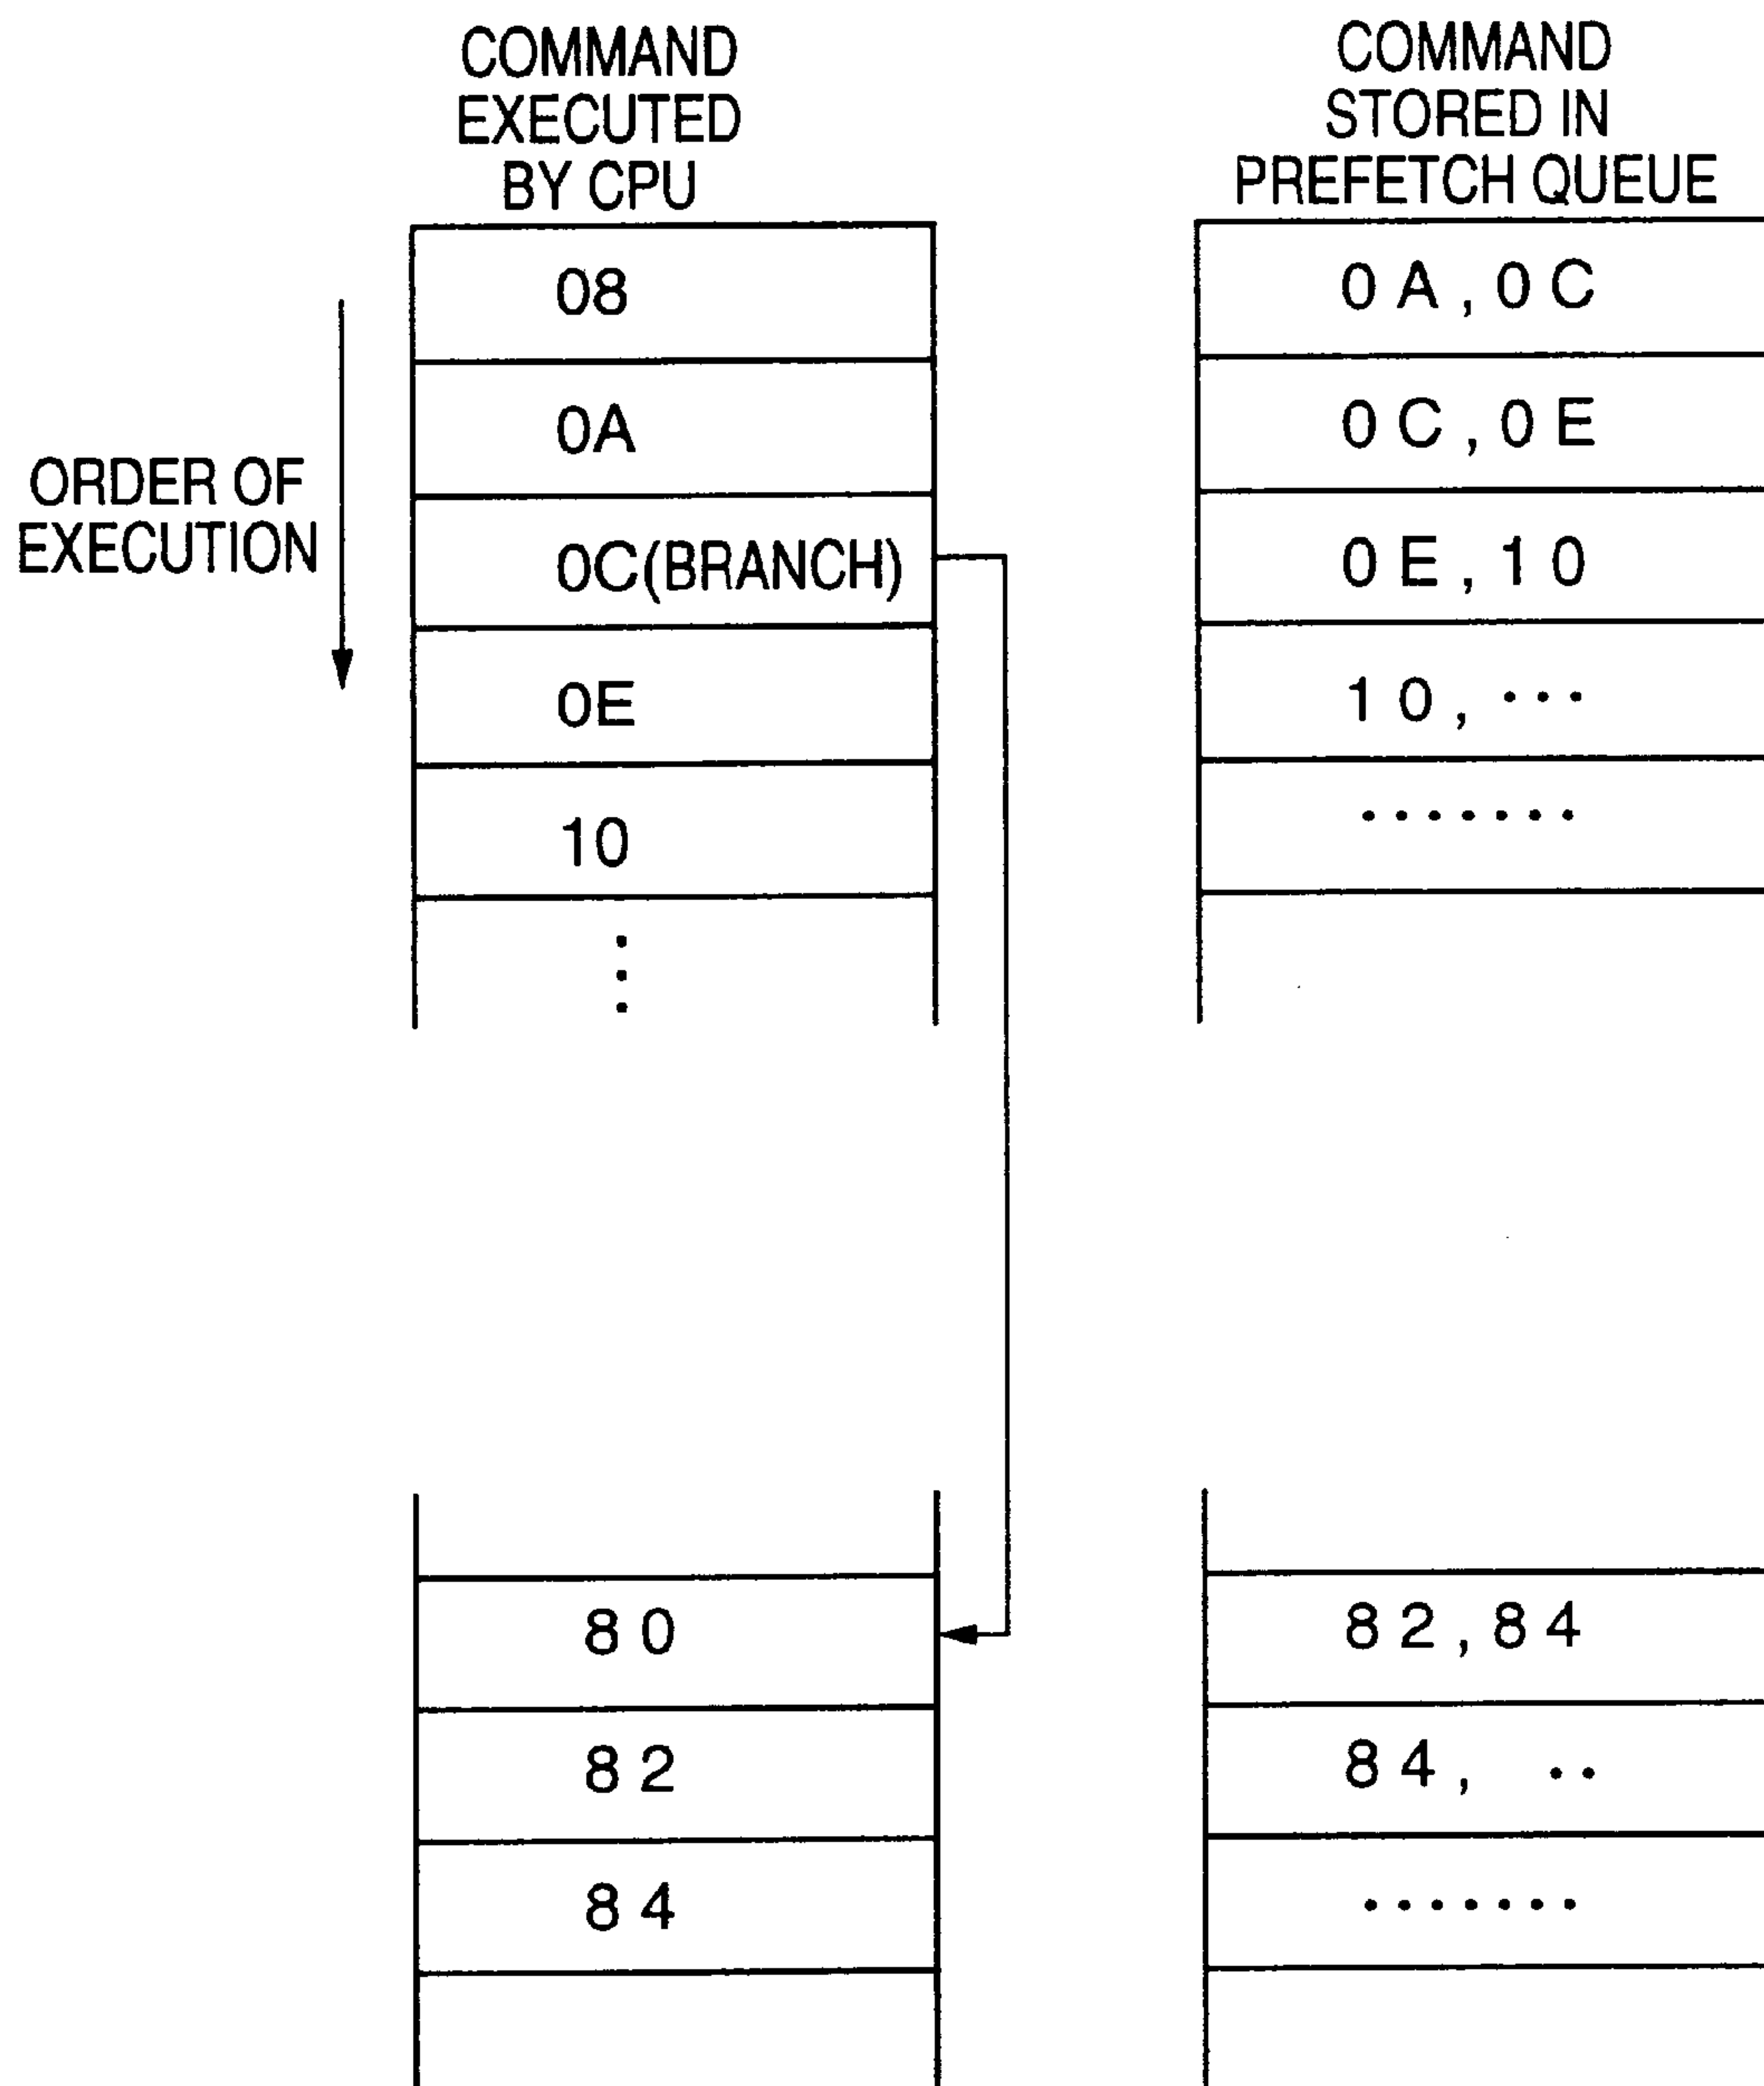 COMMAND
EXECUTED
BY CPU
COMMAND
STORED IN
PREFETCH QUEUE
ORDER OF
EXECUTION
08
0A,0C
0A
0C,0E
0C(BRANCH)
0E,10
0E
10, ...
10
.......
80
82,84
82
84, ..
84
.......